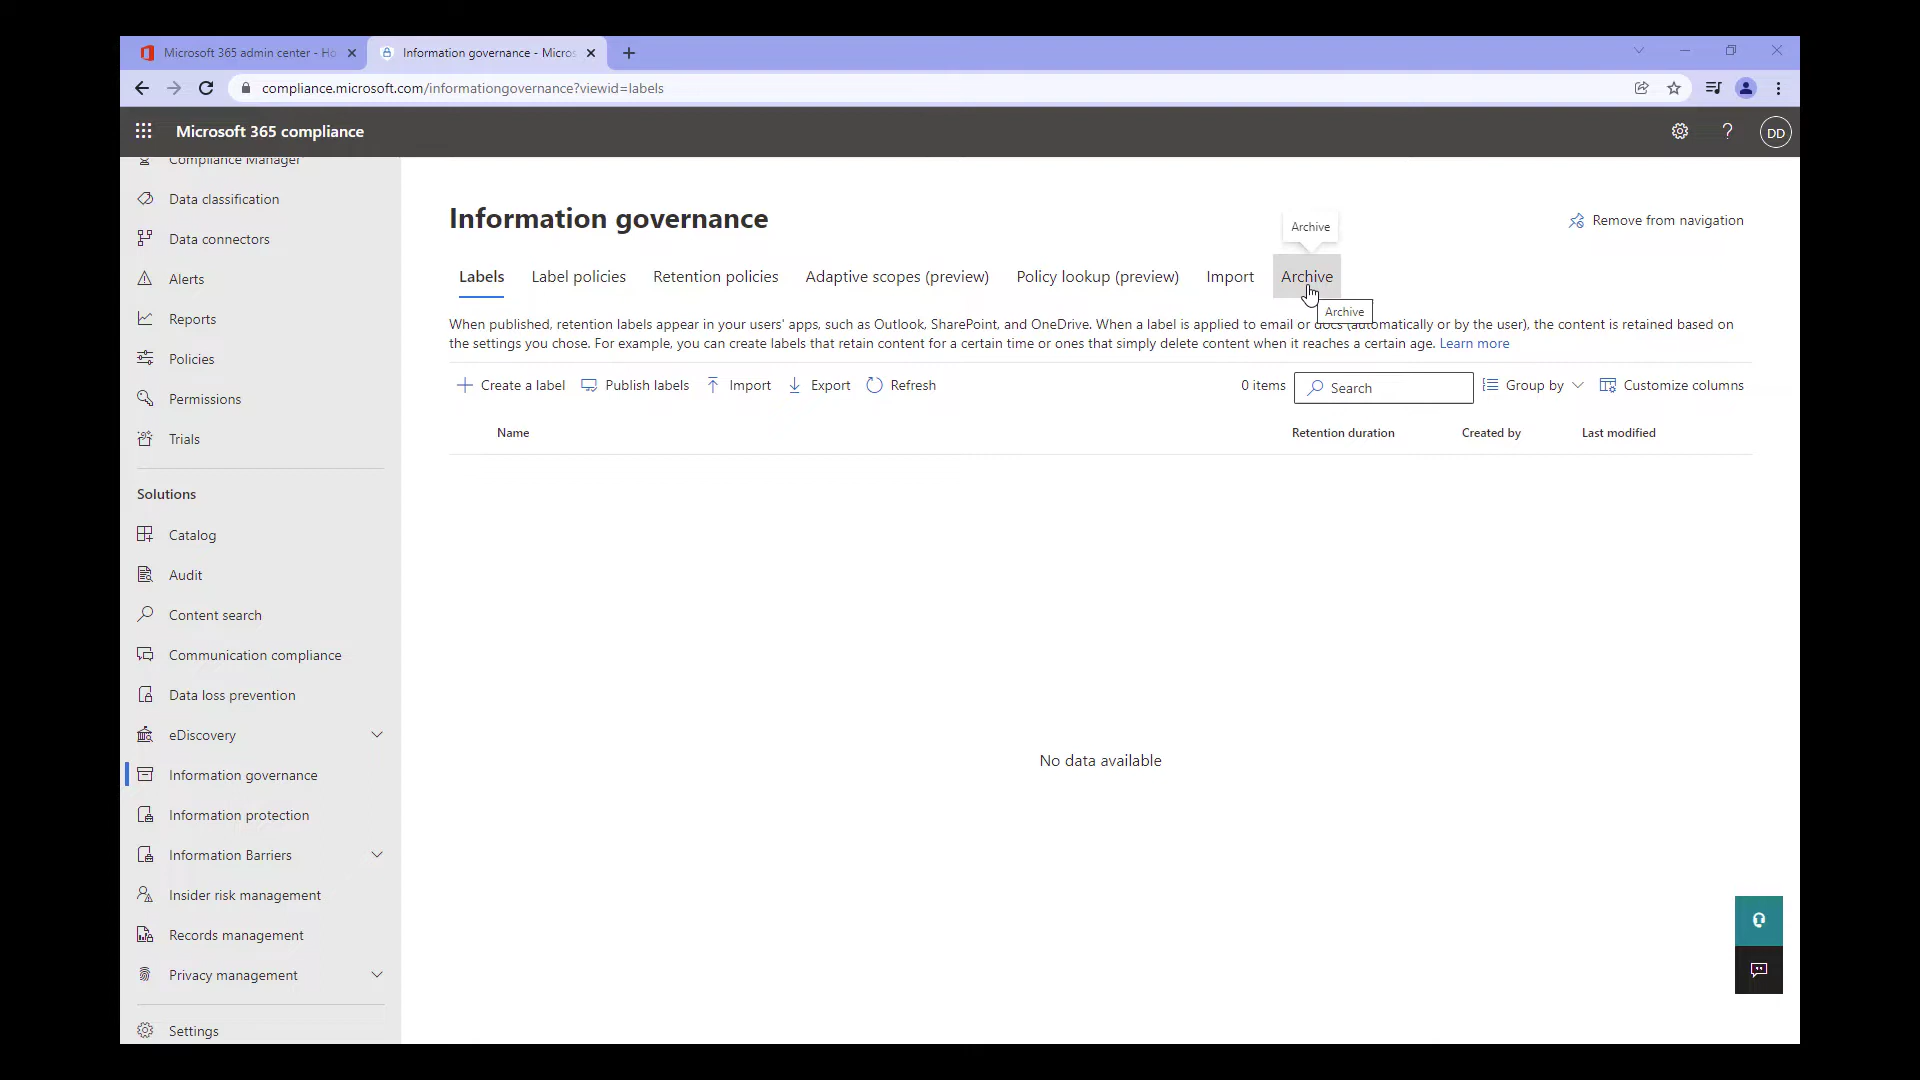 Microsoft 365 admin center - Ho
Information governance - Micros
compliance.microsoft.com/informationgovernance?viewid=labels
Microsoft 365 compliance
DD
Compliance Manager
Data classification
Data connectors
Alerts
Reports
Policies
Permissions
Trials
Solutions
Catalog
Audit
Content search
Communication compliance
Data loss prevention
eDiscovery
Information governance
Information protection
Information Barriers
Insider risk management
Records management
Privacy management
Settings
Information governance
Archive
Remove from navigation
Labels Label policies Retention policies Adaptive scopes (preview) Policy lookup (preview) Import Archive
Archive
When published, retention labels appear in your users' apps, such as Outlook, SharePoint, and OneDrive. When a label is applied to email or docs (automatically or by the user), the content is retained based on
the settings you chose. For example, you can create labels that retain content for a certain time or ones that simply delete content when it reaches a certain age. Learn more
Create a label Publish labels Import Export Refresh 0 items Search Group by Customize columns
Name Retention duration Created by Last modified
No data available